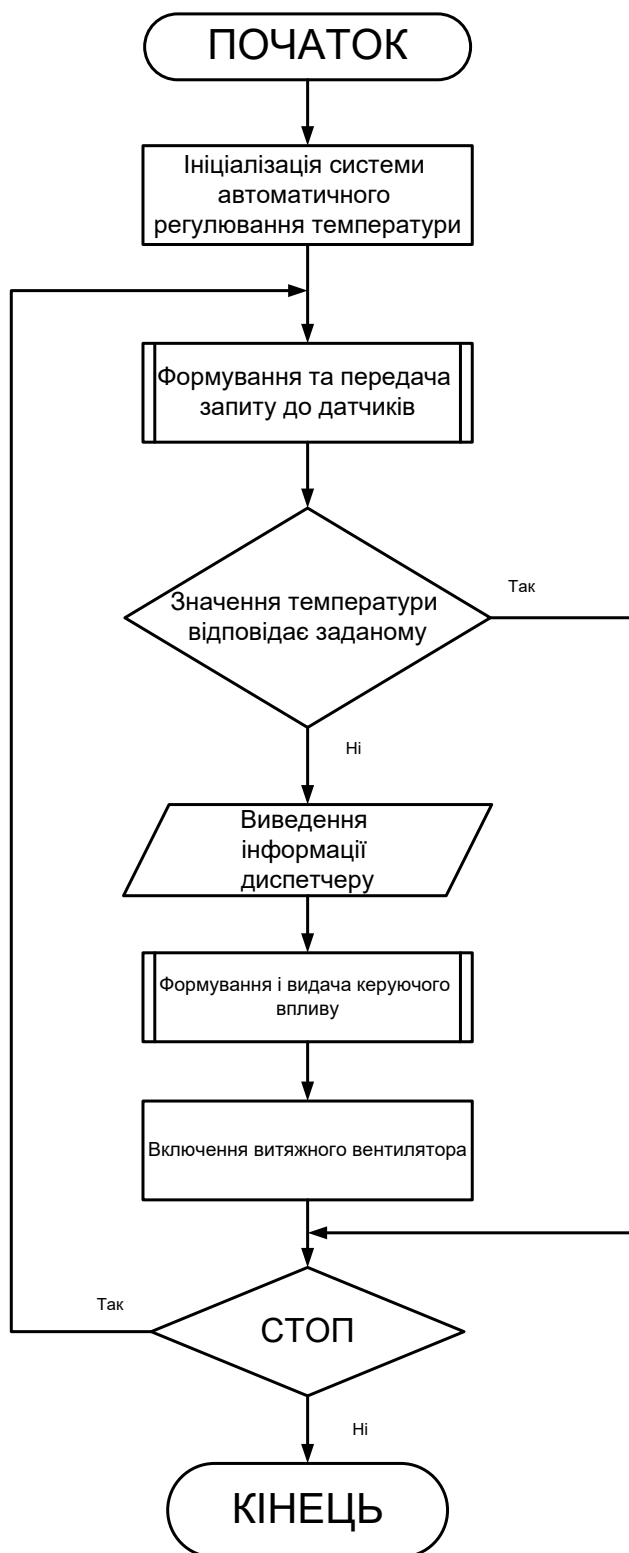 ПОЧАТОК
Ініціалізація системи
автоматичного
регулювання температури
Формування та передача
запиту до датчиків
Значення температури
відповідає заданому
Так
Ні
Виведення
інформації
диспетчеру
Формування і видача керуючого
впливу
Включення витяжного вентилятора
Так
СТОП
Ні
КІНЕЦЬ